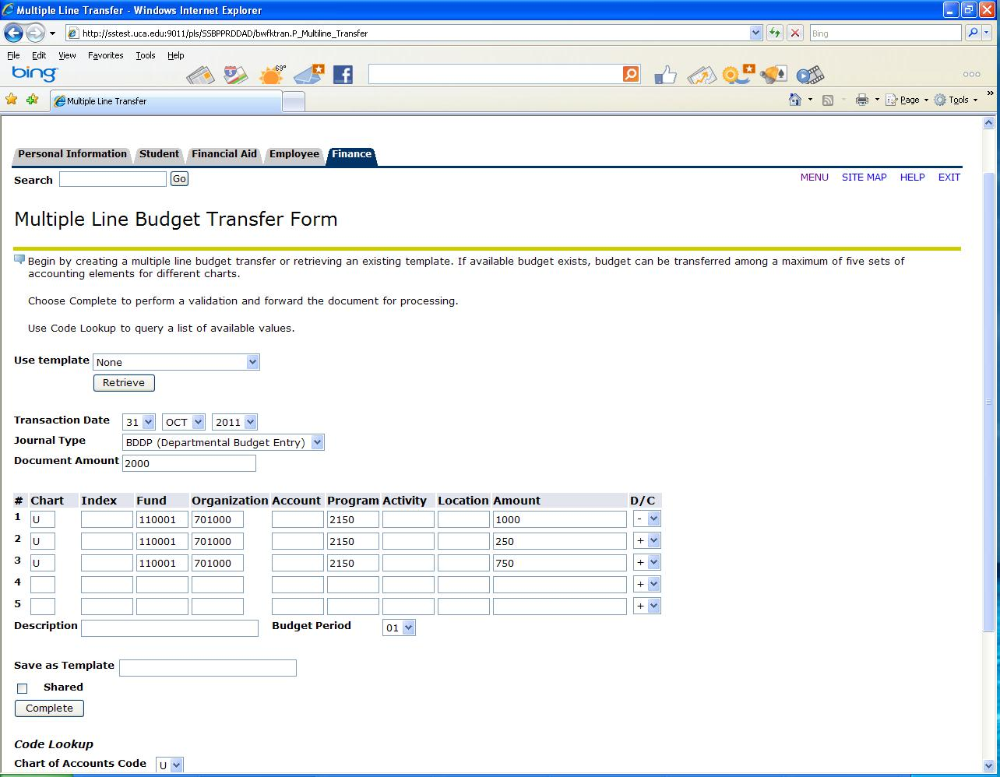 Multiple Line Transfer - Windows Internet Explorer
http://sstest.uca.edu:9011/pls/SSBPPRDDAD/bwfktran.P_Multiline_Transfer
Bing
File Edit View Favorites Tools Help
bing
69°
Multiple Line Transfer
Page Tools
Personal Information Student Financial Aid Employee Finance
Search Go
MENU SITE MAP HELP EXIT
Multiple Line Budget Transfer Form
Begin by creating a multiple line budget transfer or retrieving an existing template. If available budget exists, budget can be transferred among a maximum of five sets of
accounting elements for different charts.
Choose Complete to perform a validation and forward the document for processing.
Use Code Lookup to query a list of available values.
Use template None
Retrieve
Transaction Date 31 OCT 2011
Journal Type BDDP (Departmental Budget Entry)
Document Amount 2000
# Chart Index Fund Organization Account Program Activity Location Amount D/C
1 U 110001 701000 2150 1000 -
2 U 110001 701000 2150 250 +
3 U 110001 701000 2150 750 +
4 +
5 +
Description Budget Period 01
Save as Template
Shared
Complete
Code Lookup
Chart of Accounts Code U